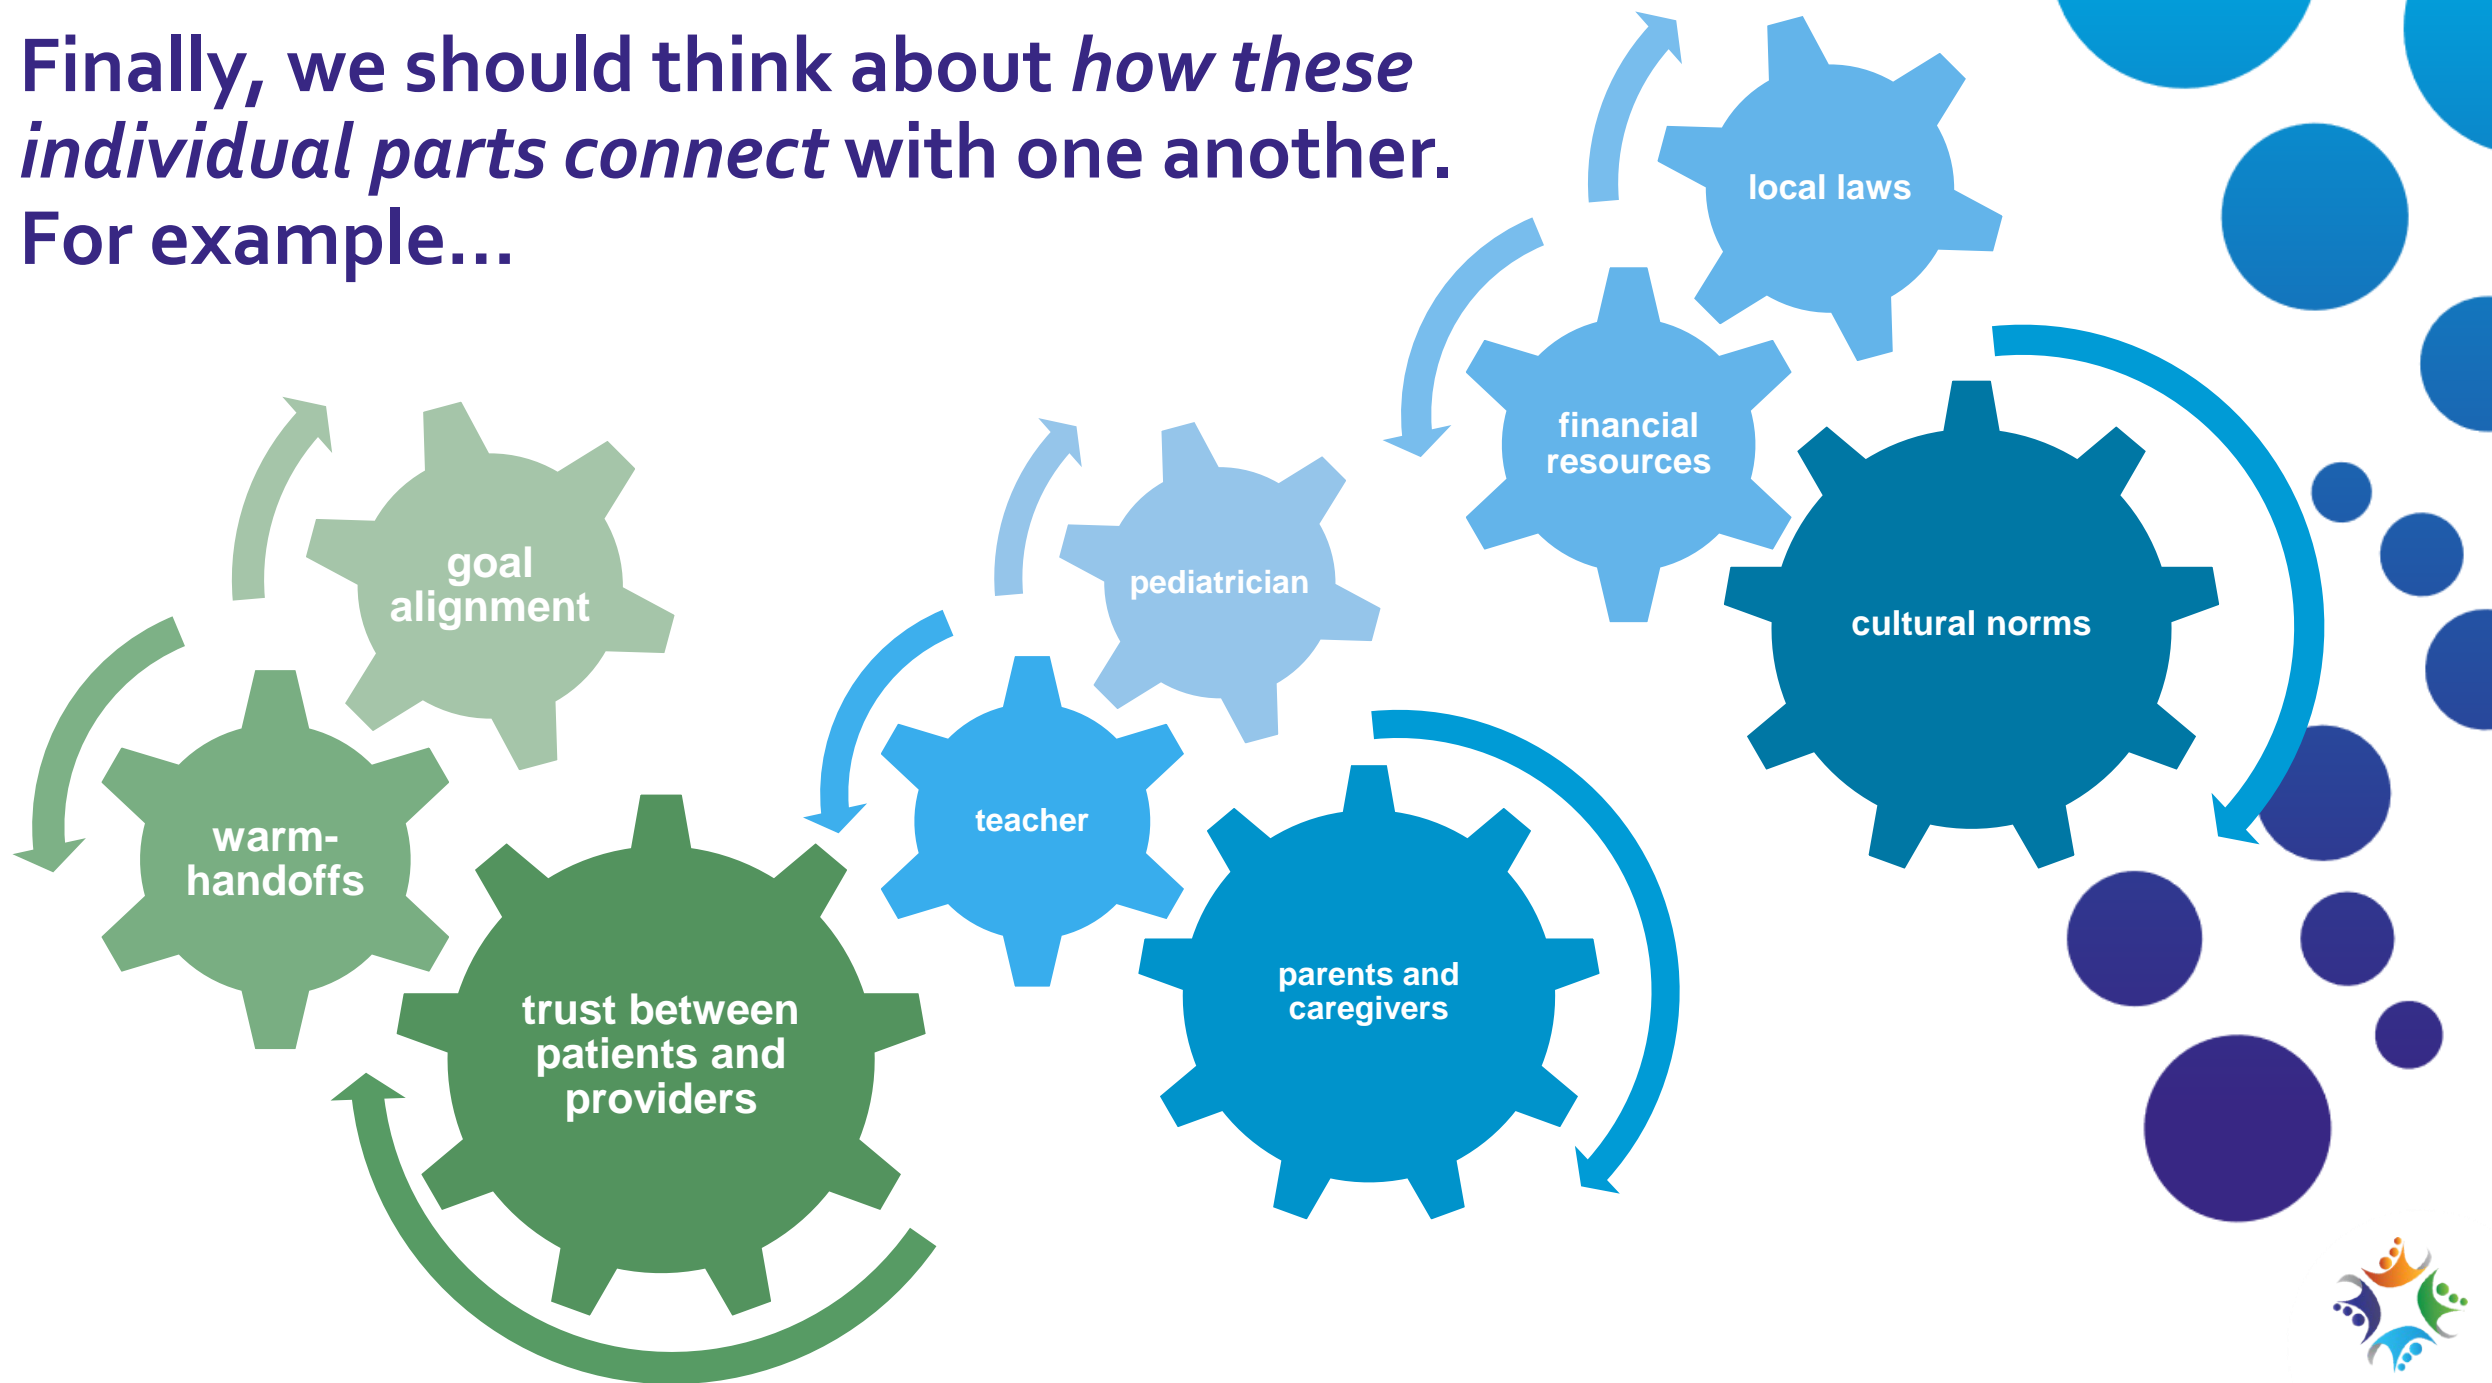 Finally, we should think about how these
individual parts connect with one another.
For example...
local laws
financial
resources
cultural norms
goal
alignment
pediatrician
warm-
handoffs
teacher
trust between
patients and
providers
parents and
caregivers